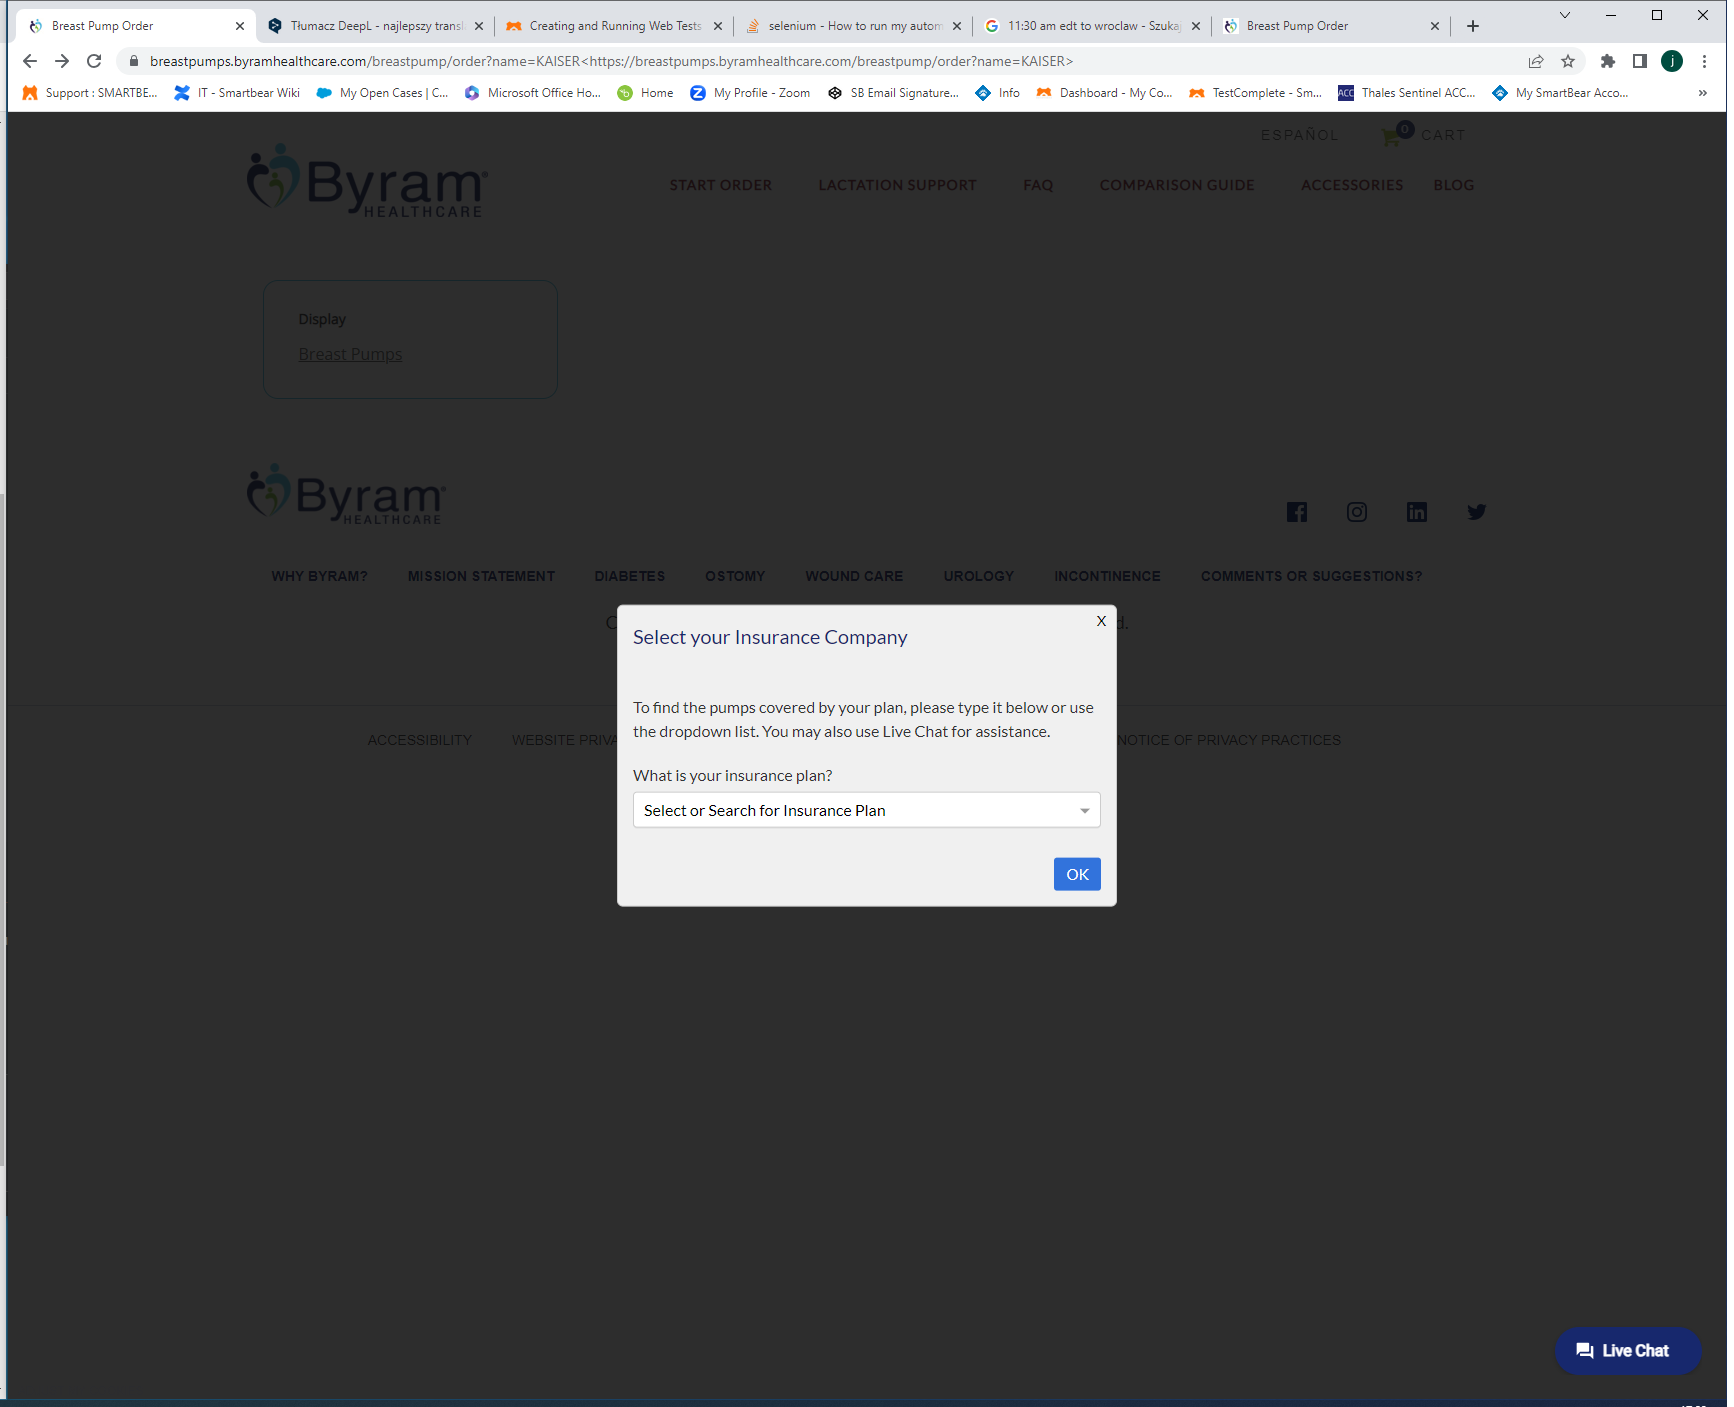 Breast Pump Order
Tłumacz DeepL - najlepszy transl
Creating and Running Web Tests
selenium - How to run my autom
11:30 am edt to wroclaw - Szukaj
Breast Pump Order
breastpumps.byramhealthcare.com/breastpump/order?name=KAISER<https://breastpumps.byramhealthcare.com/breastpump/order?name=KAISER>
j
Support : SMARTBE...
IT - Smartbear Wiki
My Open Cases | C...
Microsoft Office Ho...
Home
My Profile - Zoom
SB Email Signature...
Info
Dashboard - My Co...
TestComplete - Sm...
ACC
Thales Sentinel ACC...
My SmartBear Acco...
»
ESPAÑOL
0
CART
Byram®
HEALTHCARE
START ORDER
LACTATION SUPPORT
FAQ
COMPARISON GUIDE
ACCESSORIES
BLOG
Display
Breast Pumps
Byram®
HEALTHCARE
WHY BYRAM?
MISSION STATEMENT
DIABETES
OSTOMY
WOUND CARE
UROLOGY
INCONTINENCE
COMMENTS OR SUGGESTIONS?
X
Select your Insurance Company
To find the pumps covered by your plan, please type it below or use
the dropdown list. You may also use Live Chat for assistance.
ACCESSIBILITY
WEBSITE PRIVA
NOTICE OF PRIVACY PRACTICES
What is your insurance plan?
Select or Search for Insurance Plan
OK
Live Chat